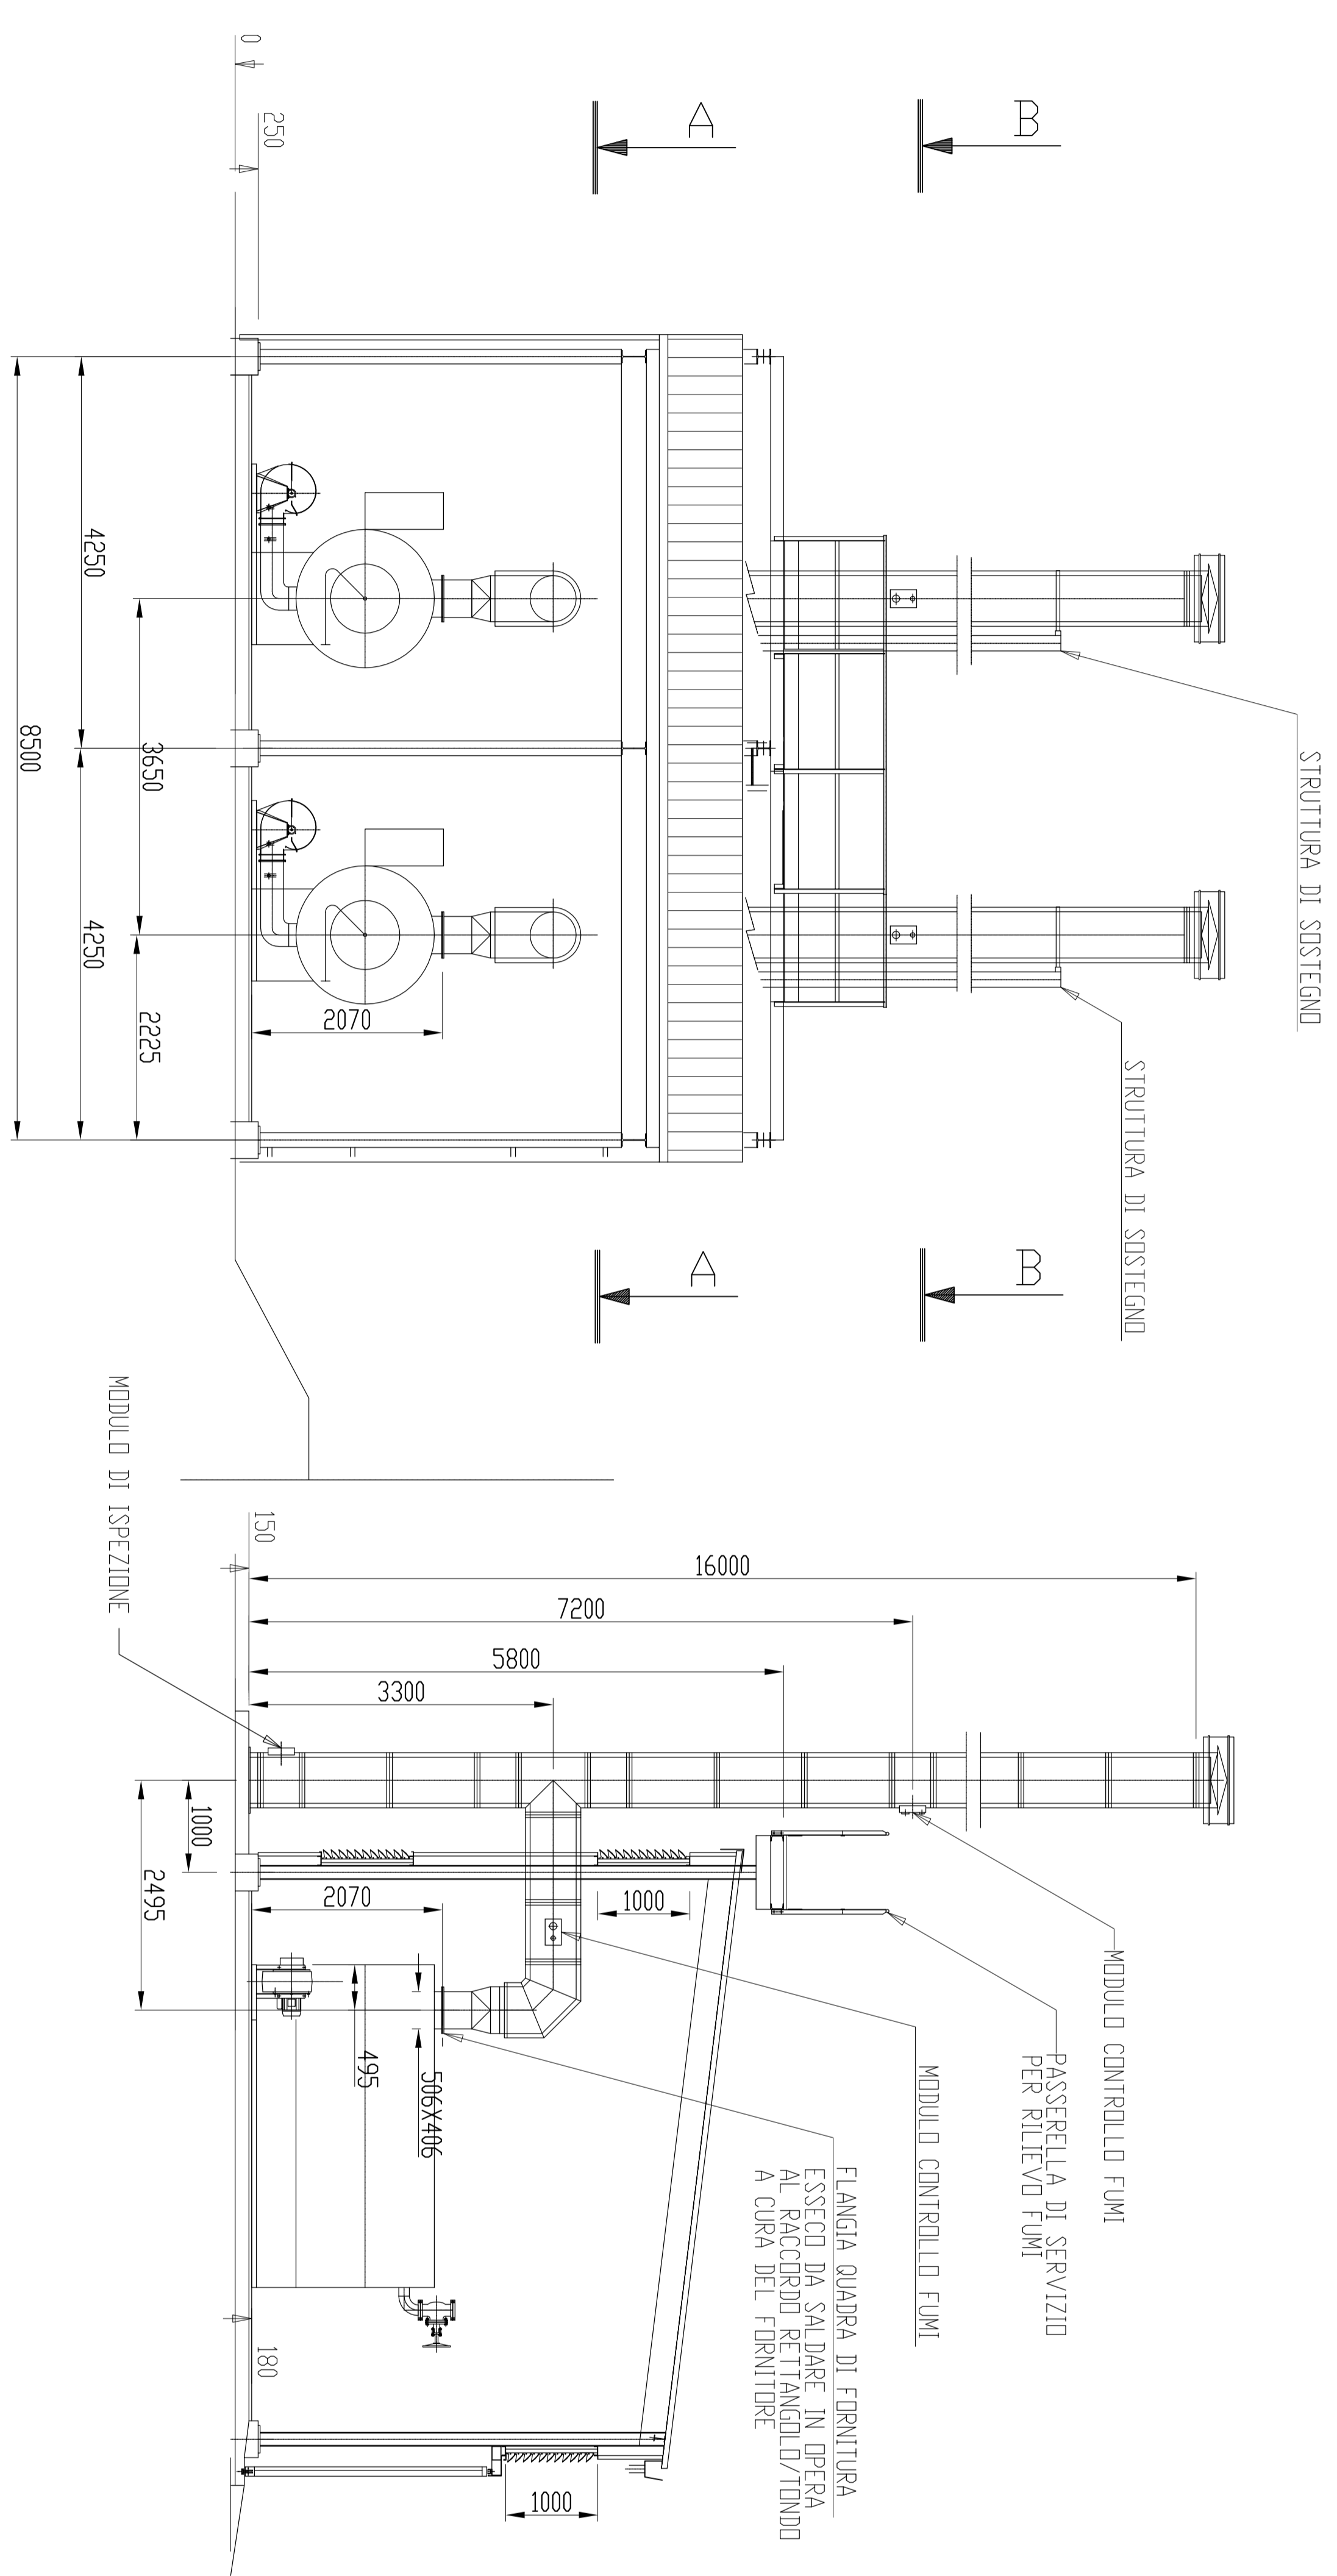 0
250
A
B
STRUTTURA DI SOSTEGNO
STRUTTURA DI SOSTEGNO
4250
3650
4250
2225
8500
2070
A
B
MODULO DI ISPEZIONE
150
16000
7200
5800
3300
1000
2495
2070
1000
495
506X406
MODULO CONTROLLO FUMI
PASSERELLA DI SERVIZIO
PER RILIEVO FUMI
MODULO CONTROLLO FUMI
FLANGIA QUADRA DI FORNITURA
ESSECO DA SALDARE IN OPERA
AL RACCORDO RETTANGOLO/TONDO
A CURA DEL FORNITORE
180
1000